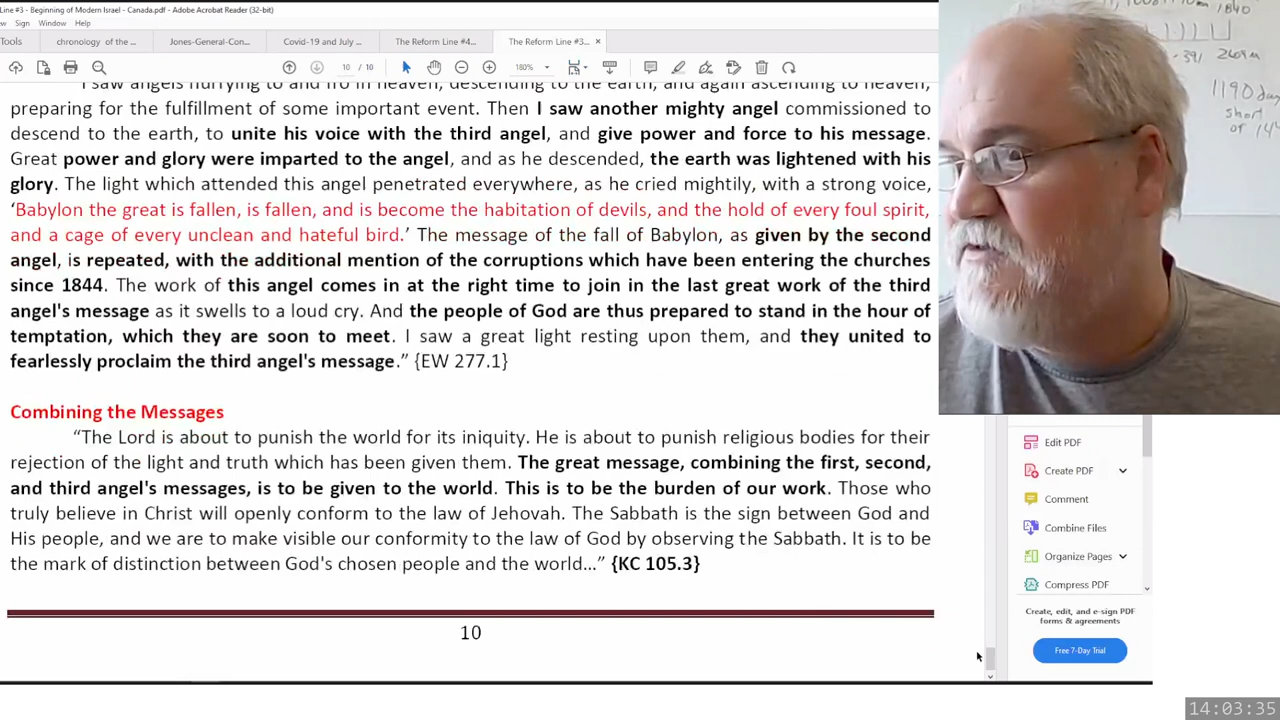 Line #3 - Beginning of Modern Israel - Canada.pdf - Adobe Acrobat Reader (32-bit)
Sign Window Help
Tools chronology of the ... Jones-General-Con... Covid-19 and July ... The Reform Line #4... The Reform Line #3... ×
10 / 10 180%
"I saw angels hurrying to and fro in heaven, descending to the earth, and again ascending to heaven,
preparing for the fulfillment of some important event. Then I saw another mighty angel commissioned to
descend to the earth, to unite his voice with the third angel, and give power and force to his message.
Great power and glory were imparted to the angel, and as he descended, the earth was lightened with his
glory. The light which attended this angel penetrated everywhere, as he cried mightily, with a strong voice,
‘Babylon the great is fallen, is fallen, and is become the habitation of devils, and the hold of every foul spirit,
and a cage of every unclean and hateful bird.’ The message of the fall of Babylon, as given by the second
angel, is repeated, with the additional mention of the corruptions which have been entering the churches
since 1844. The work of this angel comes in at the right time to join in the last great work of the third
angel's message as it swells to a loud cry. And the people of God are thus prepared to stand in the hour of
temptation, which they are soon to meet. I saw a great light resting upon them, and they united to
fearlessly proclaim the third angel's message.” {EW 277.1}
Combining the Messages
“The Lord is about to punish the world for its iniquity. He is about to punish religious bodies for their
rejection of the light and truth which has been given them. The great message, combining the first, second,
and third angel's messages, is to be given to the world. This is to be the burden of our work. Those who
truly believe in Christ will openly conform to the law of Jehovah. The Sabbath is the sign between God and
His people, and we are to make visible our conformity to the law of God by observing the Sabbath. It is to be
the mark of distinction between God's chosen people and the world…” {KC 105.3}
10
1840
1190
short
of
Edit PDF
Create PDF
Comment
Combine Files
Organize Pages
Compress PDF
Create, edit, and e-sign PDF
forms & agreements
Free 7-Day Trial
14:03:35